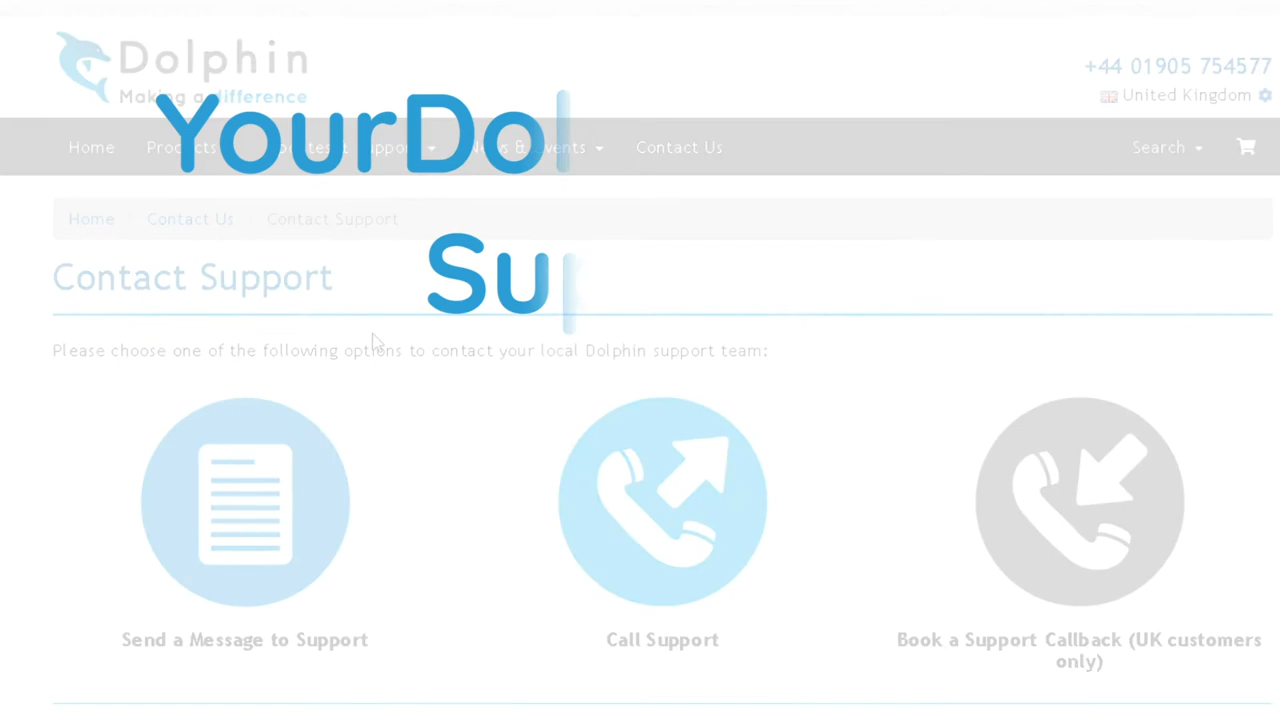 Dolphin
Making a difference
+44 01905 754577
United Kingdom
YourDol
Su
Home Products Contact Us Search
Home Contact Us Contact Support
Contact Support
Please choose one of the following options to contact your local Dolphin support team:
Send a Message to Support
Call Support
Book a Support Callback (UK customers
only)